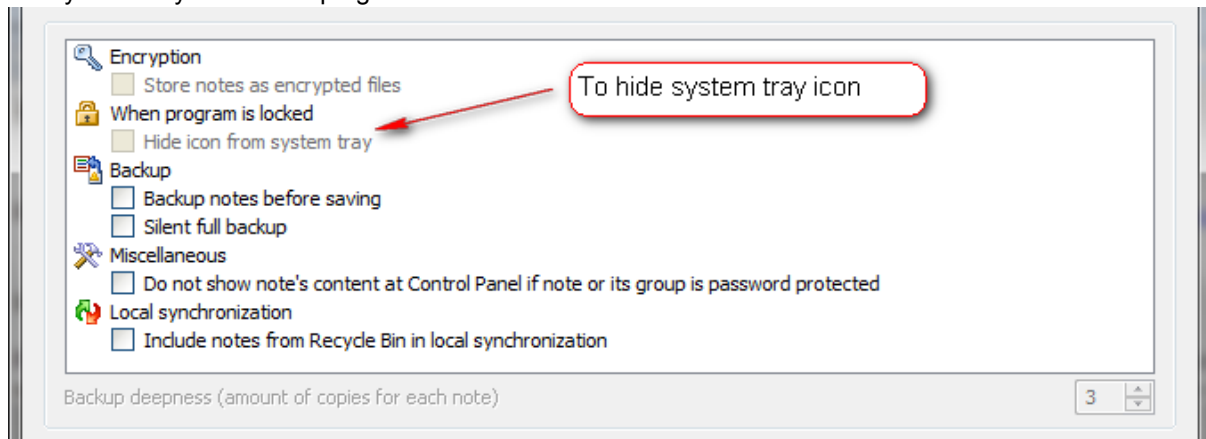 Encryption
Store notes as encrypted files
To hide system tray icon
When program is locked
Hide icon from system tray
Backup
Backup notes before saving
Silent full backup
Miscellaneous
Do not show note's content at Control Panel if note or its group is password protected
Local synchronization
Include notes from Recycle Bin in local synchronization
Backup deepness (amount of copies for each note)
3